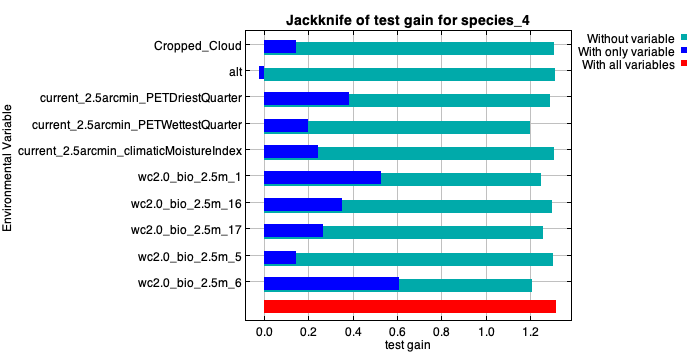 Jackknife of test gain for species_4
Without variable
With only variable
With all variables
Environmental Variable
Cropped_Cloud
alt
current_2.5arcmin_PETDriestQuarter
current_2.5arcmin_PETWettestQuarter
current_2.5arcmin_climaticMoistureIndex
wc2.0_bio_2.5m_1
wc2.0_bio_2.5m_16
wc2.0_bio_2.5m_17
wc2.0_bio_2.5m_5
wc2.0_bio_2.5m_6
0.0 0.2 0.4 0.6 0.8 1.0 1.2
test gain